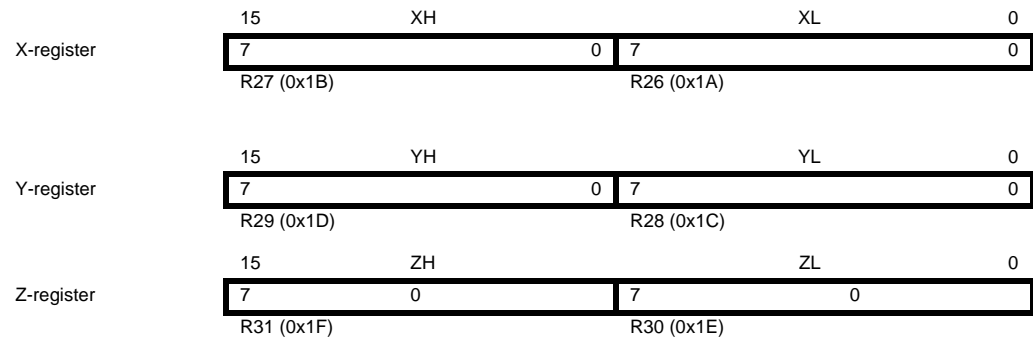 15 XH XL 0
X-register 7 0 7 0
R27 (0x1B) R26 (0x1A)
15 YH YL 0
Y-register 7 0 7 0
R29 (0x1D) R28 (0x1C)
15 ZH ZL 0
Z-register 7 0 7 0
R31 (0x1F) R30 (0x1E)